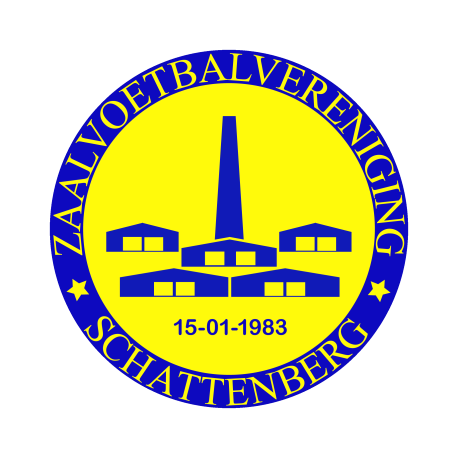 ZAALVOETBALVERENIGING
15-01-1983
SCHATTENBERG